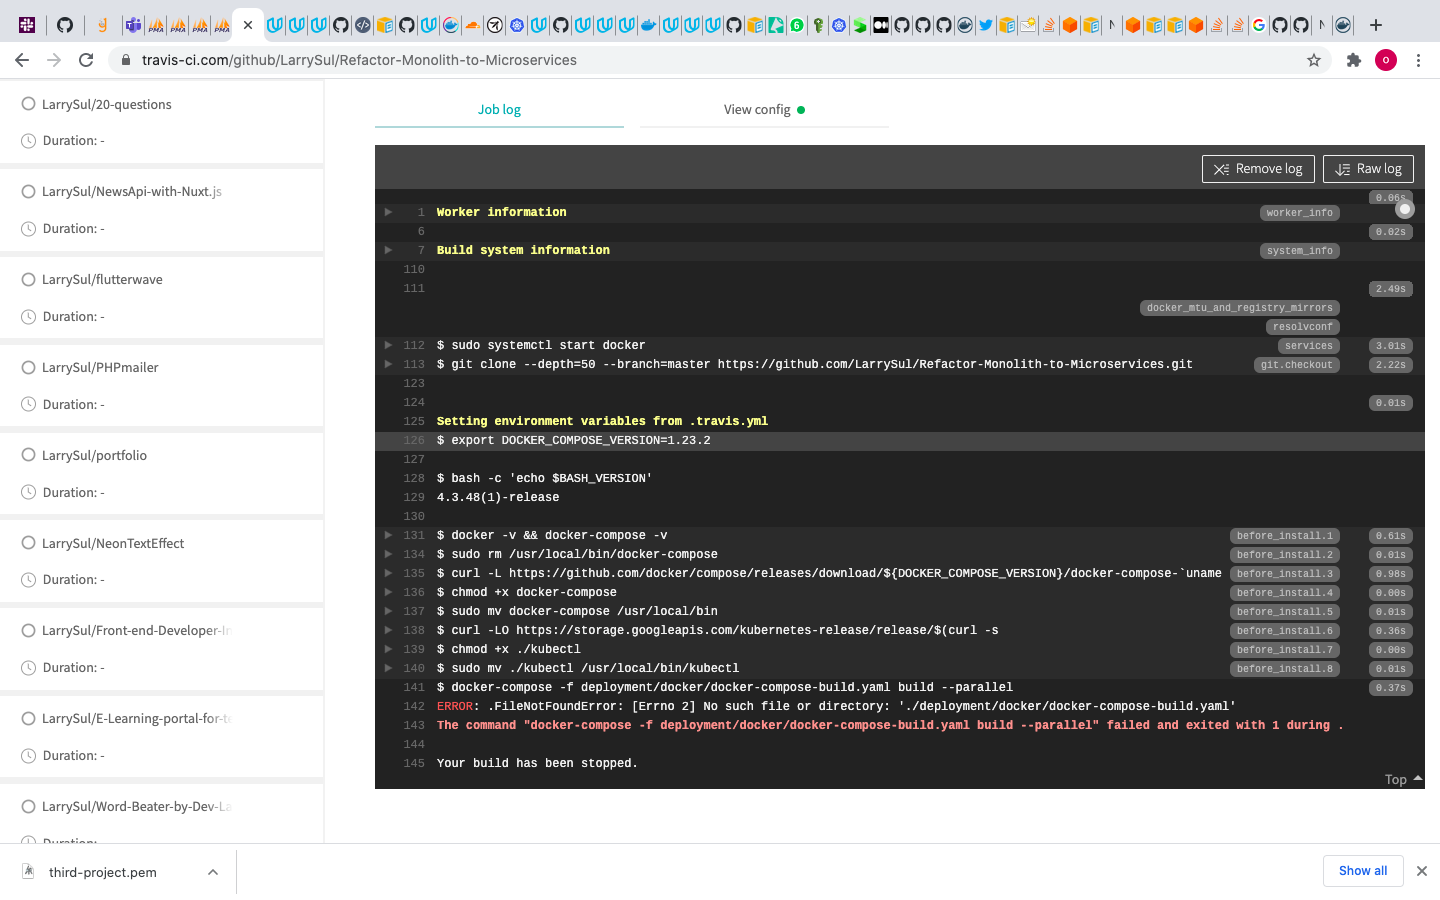 travis-ci.com/github/LarrySul/Refactor-Monolith-to-Microservices
LarrySul/20-questions
Duration: -
LarrySul/NewsApi-with-Nuxt.js
Duration: -
LarrySul/flutterwave
Duration: -
LarrySul/PHPmailer
Duration: -
LarrySul/portfolio
Duration: -
LarrySul/NeonTextEffect
Duration: -
LarrySul/Front-end-Developer-In
Duration: -
LarrySul/E-Learning-portal-for-te
Duration: -
LarrySul/Word-Beater-by-Dev-La
Duration:
Job log
View config
Remove log
Raw log
0.06s
1 Worker information worker_info
6 0.02s
7 Build system information system_info
110
111 2.49s
docker_mtu_and_registry_mirrors
resolvconf
112 $ sudo systemctl start docker services 3.01s
113 $ git clone --depth=50 --branch=master https://github.com/LarrySul/Refactor-Monolith-to-Microservices.git git.checkout 2.22s
123
124 0.01s
125 Setting environment variables from .travis.yml
126 $ export DOCKER_COMPOSE_VERSION=1.23.2
127
128 $ bash -c 'echo $BASH_VERSION'
129 4.3.48(1)-release
130
131 $ docker -v && docker-compose -v before_install.1 0.61s
134 $ sudo rm /usr/local/bin/docker-compose before_install.2 0.01s
135 $ curl -L https://github.com/docker/compose/releases/download/${DOCKER_COMPOSE_VERSION}/docker-compose-`uname before_install.3 0.98s
136 $ chmod +x docker-compose before_install.4 0.00s
137 $ sudo mv docker-compose /usr/local/bin before_install.5 0.01s
138 $ curl -LO https://storage.googleapis.com/kubernetes-release/release/$(curl -s before_install.6 0.36s
139 $ chmod +x ./kubectl before_install.7 0.00s
140 $ sudo mv ./kubectl /usr/local/bin/kubectl before_install.8 0.01s
141 $ docker-compose -f deployment/docker/docker-compose-build.yaml build --parallel 0.37s
142 ERROR: .FileNotFoundError: [Errno 2] No such file or directory: './deployment/docker/docker-compose-build.yaml'
143 The command "docker-compose -f deployment/docker/docker-compose-build.yaml build --parallel" failed and exited with 1 during .
144
145 Your build has been stopped.
Top
third-project.pem
Show all